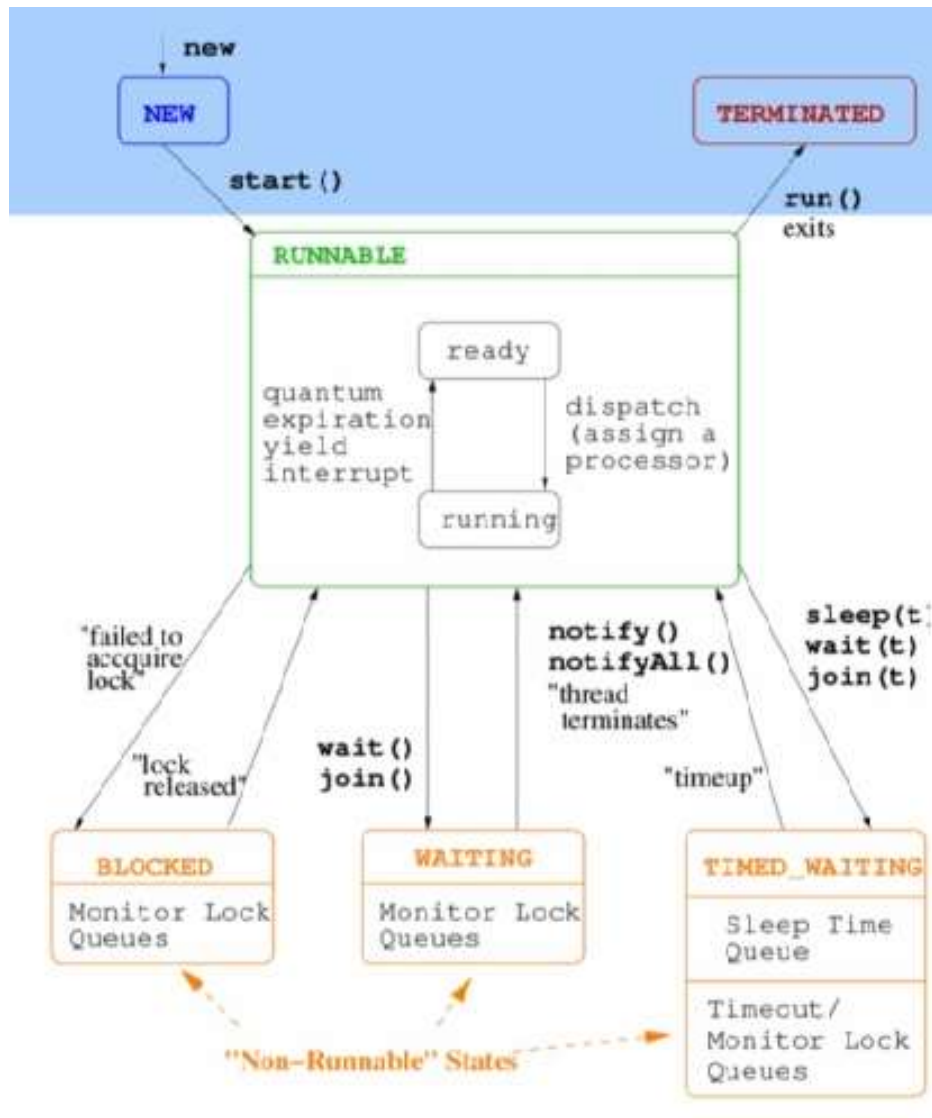 new
NEW
TERMINATED
start()
run()
exits
RUNNABLE
ready
quantum
expiration
yield
interrupt
dispatch
(assign a
processor)
running
"failed to
accquire
lock"
"lock
released"
wait()
join()
notify()
notifyAll()
"thread
terminates"
"timeup"
sleep(t)
wait(t)
join(t)
BLOCKED
Monitor Lock
Queues
WAITING
Monitor Lock
Queues
TIMED_WAITING
Sleep Time
Queue
Timecut/
Monitor Lock
Queues
"Non-Runnable" States